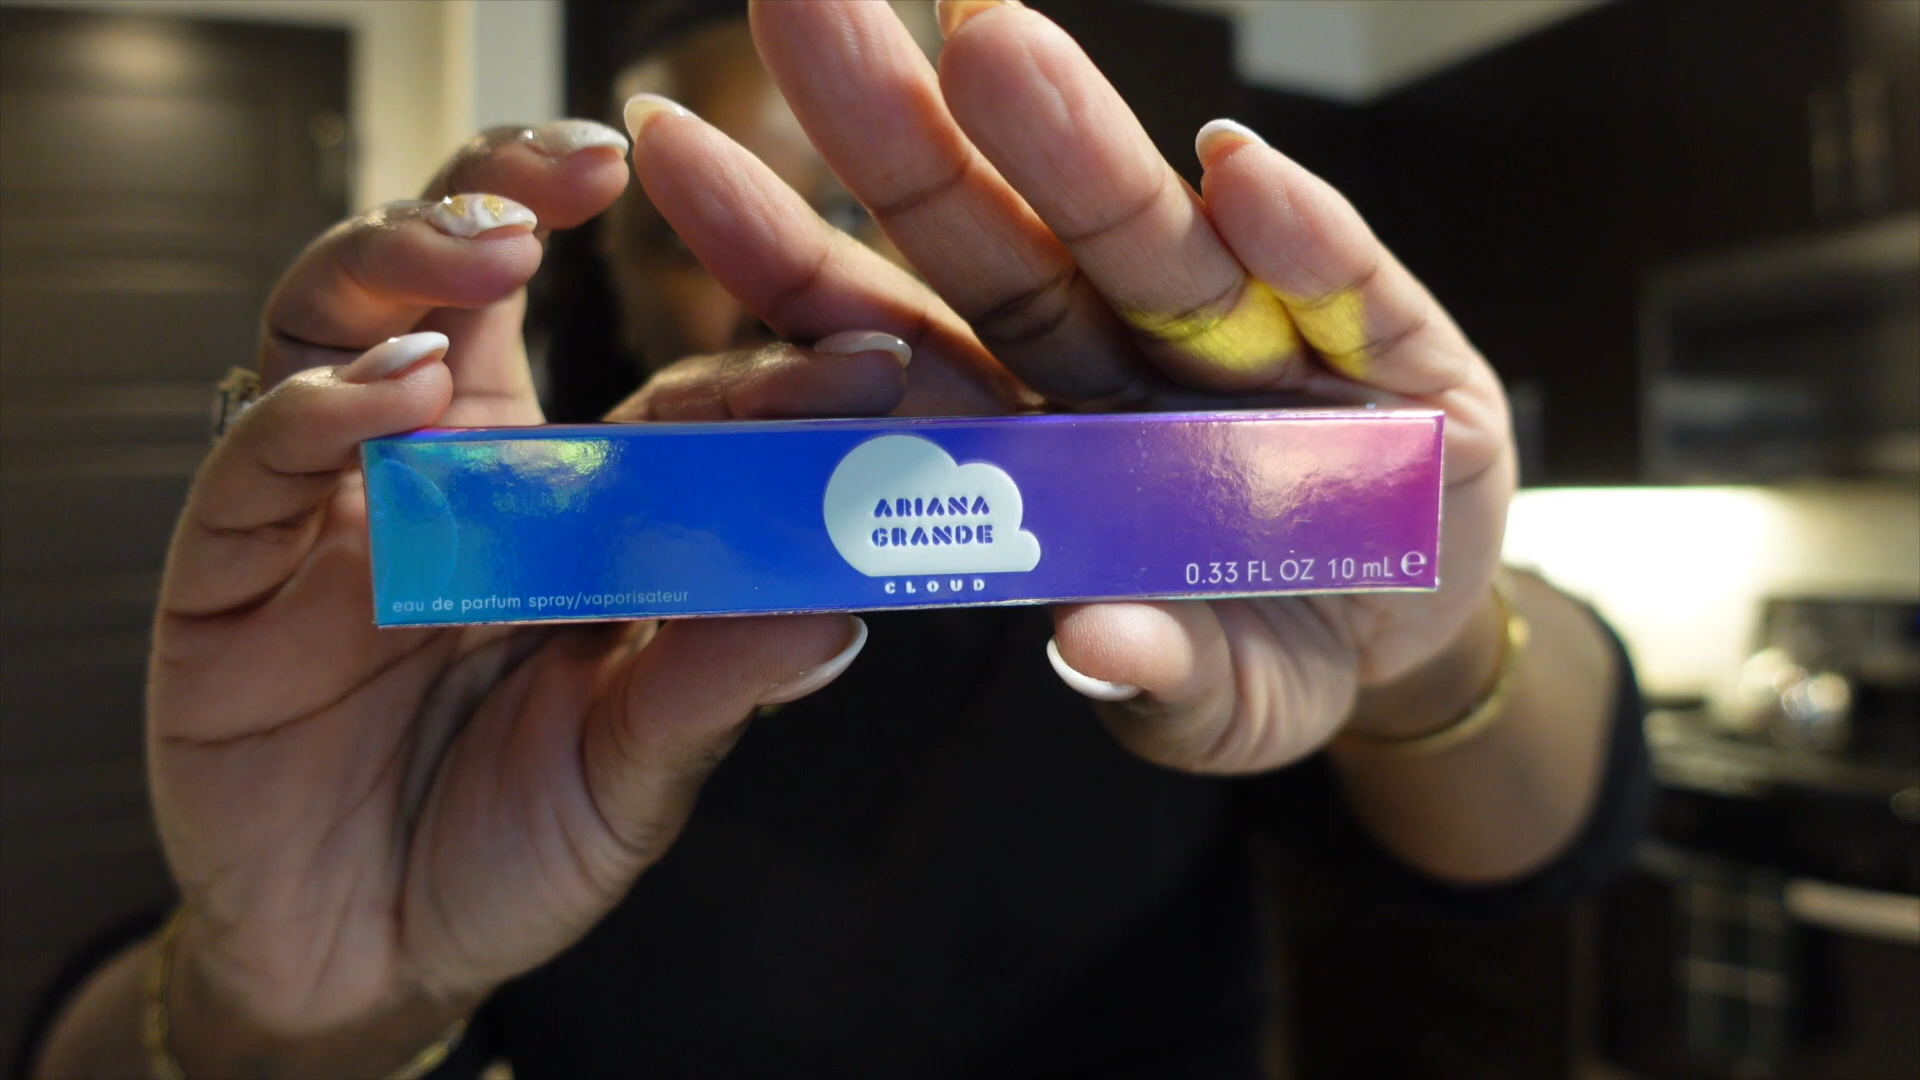 ARIANA
GRANDE
CLOUD
eau de parfum spray/vaporisateur
0.33 FL OZ 10 mL ℮